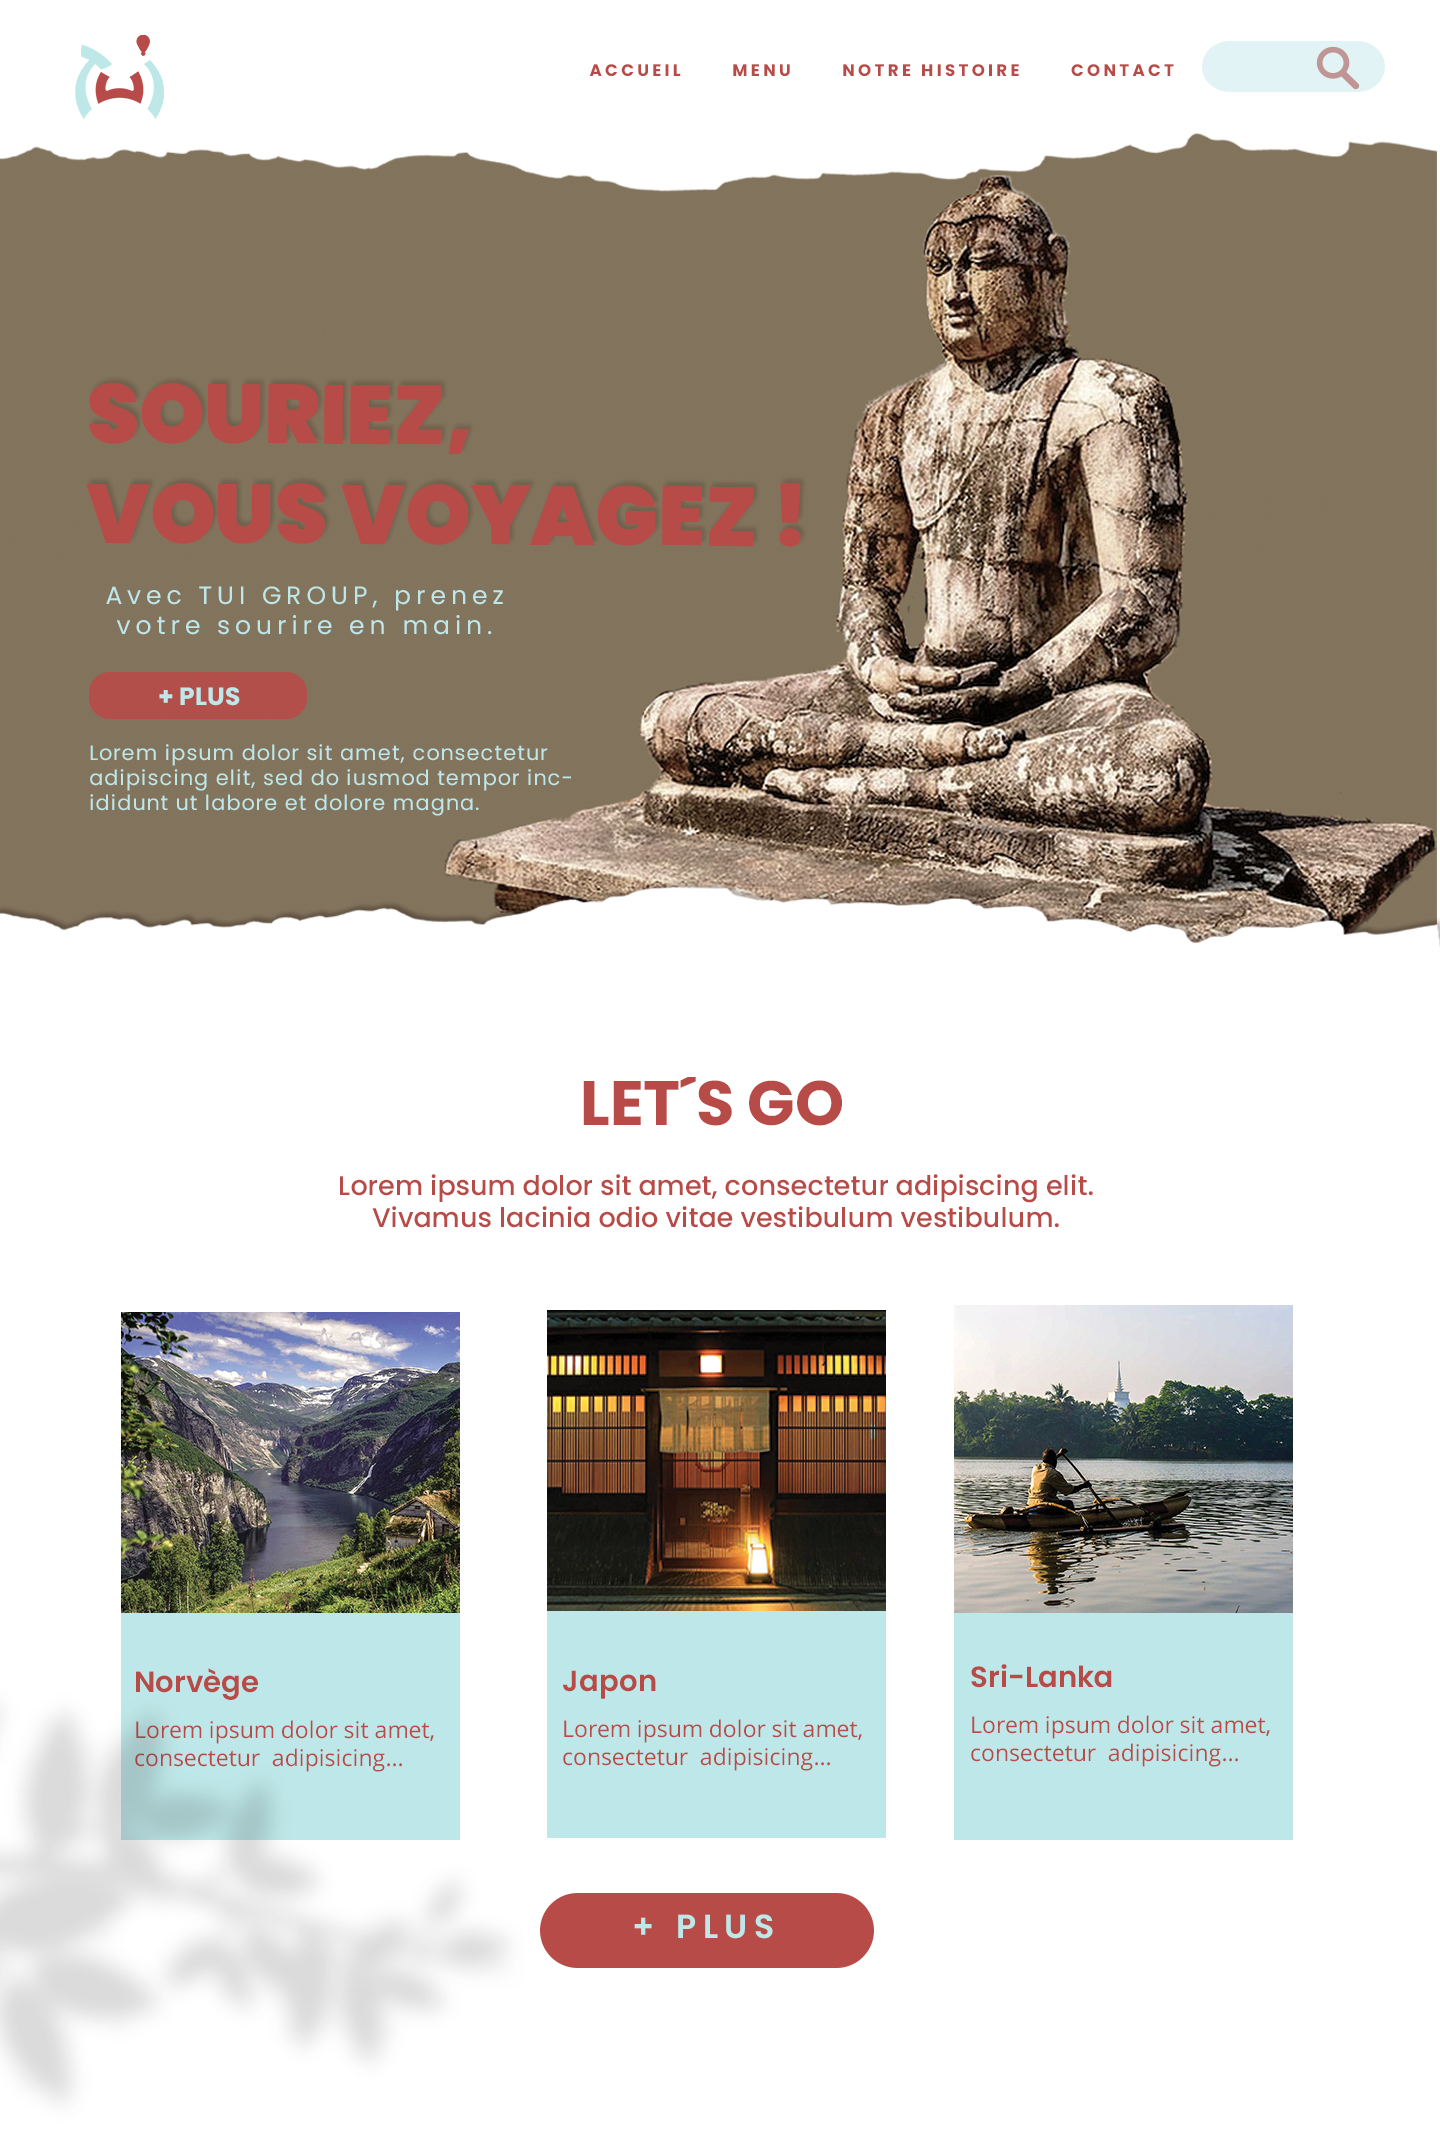 ACCUEIL
MENU
NOTRE HISTOIRE
CONTACT
SOURIEZ,
VOUS VOYAGEZ !
Avec TUI GROUP, prenez
votre sourire en main.
+ PLUS
Lorem ipsum dolor sit amet, consectetur
adipiscing elit, sed do iusmod tempor inc-
ididunt ut labore et dolore magna.
LET´S GO
Lorem ipsum dolor sit amet, consectetur adipiscing elit.
Vivamus lacinia odio vitae vestibulum vestibulum.
Norvège
Lorem ipsum dolor sit amet,
consectetur  adipisicing...
Japon
Lorem ipsum dolor sit amet,
consectetur  adipisicing...
Sri-Lanka
Lorem ipsum dolor sit amet,
consectetur  adipisicing...
+ PLUS